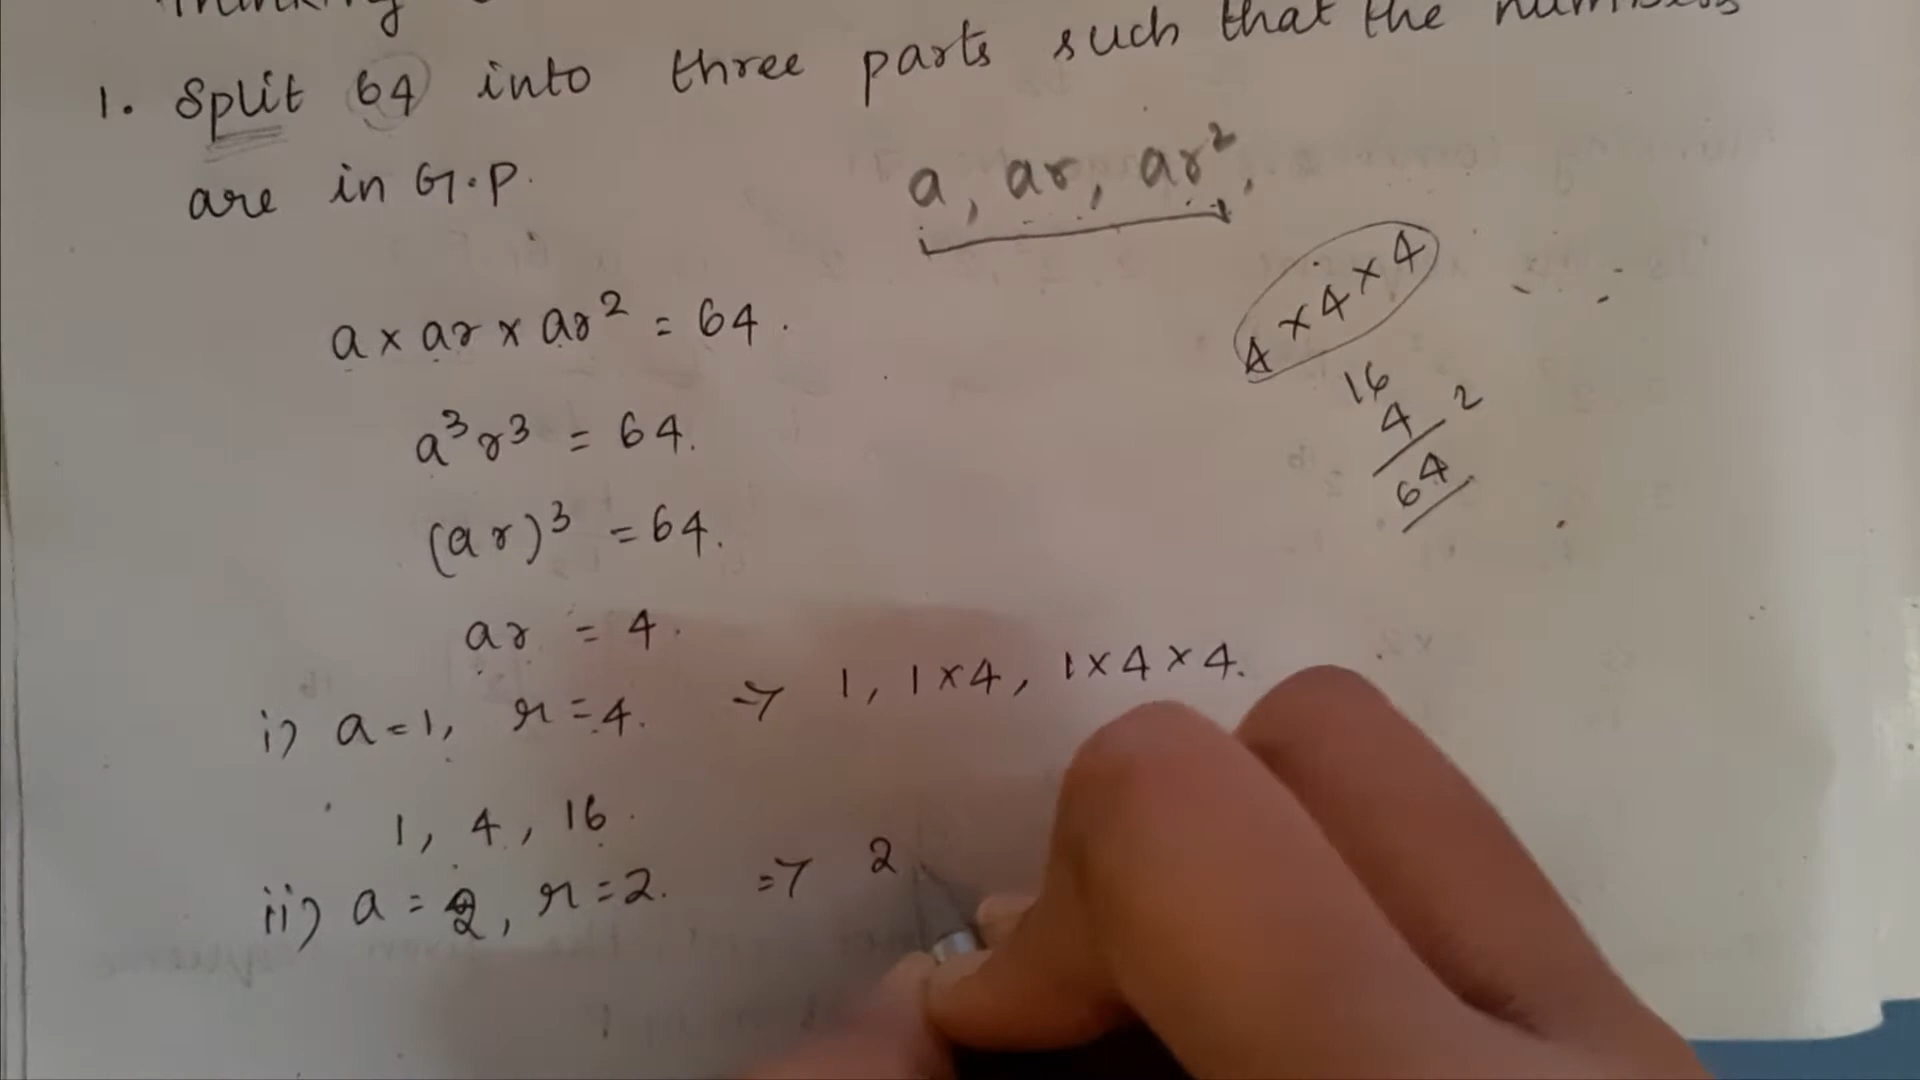 Thinking
1. Split 64 into three parts such that the numbers
are in G.P.
a, ar, ar²,
a × ar × ar² = 64.
a³r³ = 64.
(ar)³ = 64.
ar = 4.
i) a=1, r=4. => 1, 1×4, 1×4×4.
1, 4, 16.
ii) a=2, r=2. => 2
4×4×4
16
4 2
64